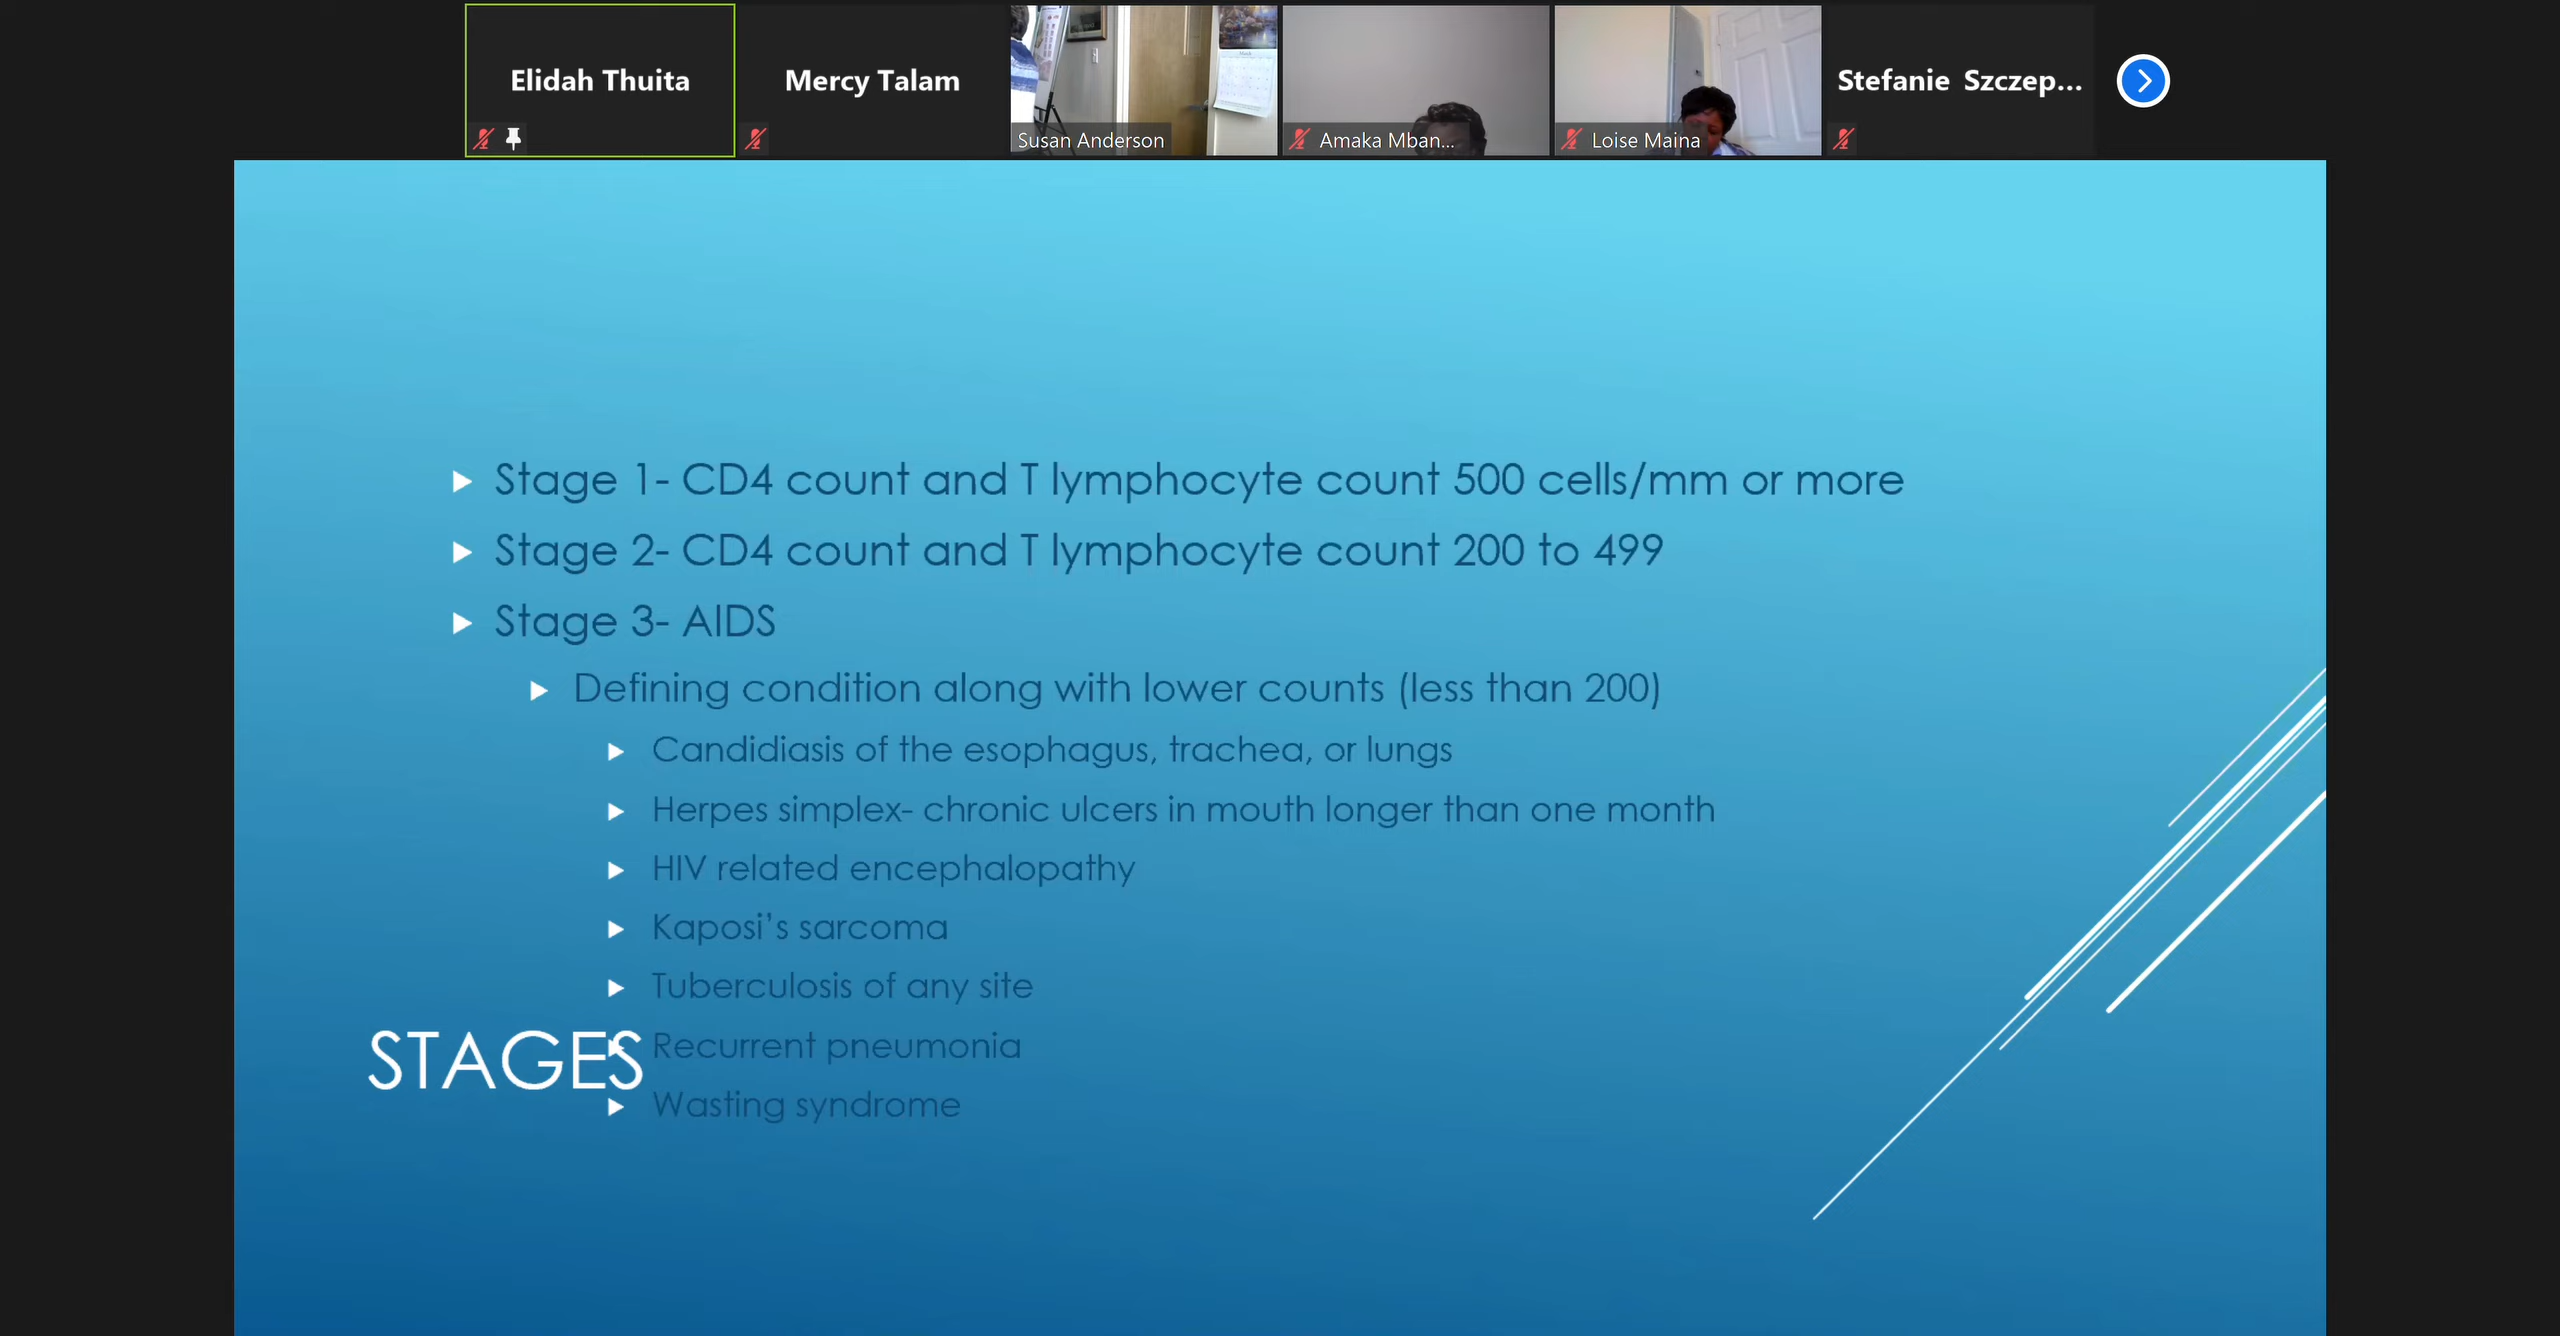 Elidah Thuita
Mercy Talam
Susan Anderson
Amaka Mban...
Loise Maina
Stefanie Szczep...
Stage 1- CD4 count and T lymphocyte count 500 cells/mm or more
Stage 2- CD4 count and T lymphocyte count 200 to 499
Stage 3- AIDS
Defining condition along with lower counts (less than 200)
Candidiasis of the esophagus, trachea, or lungs
Herpes simplex- chronic ulcers in mouth longer than one month
HIV related encephalopathy
Kaposi's sarcoma
Tuberculosis of any site
Recurrent pneumonia
Wasting syndrome
STAGES